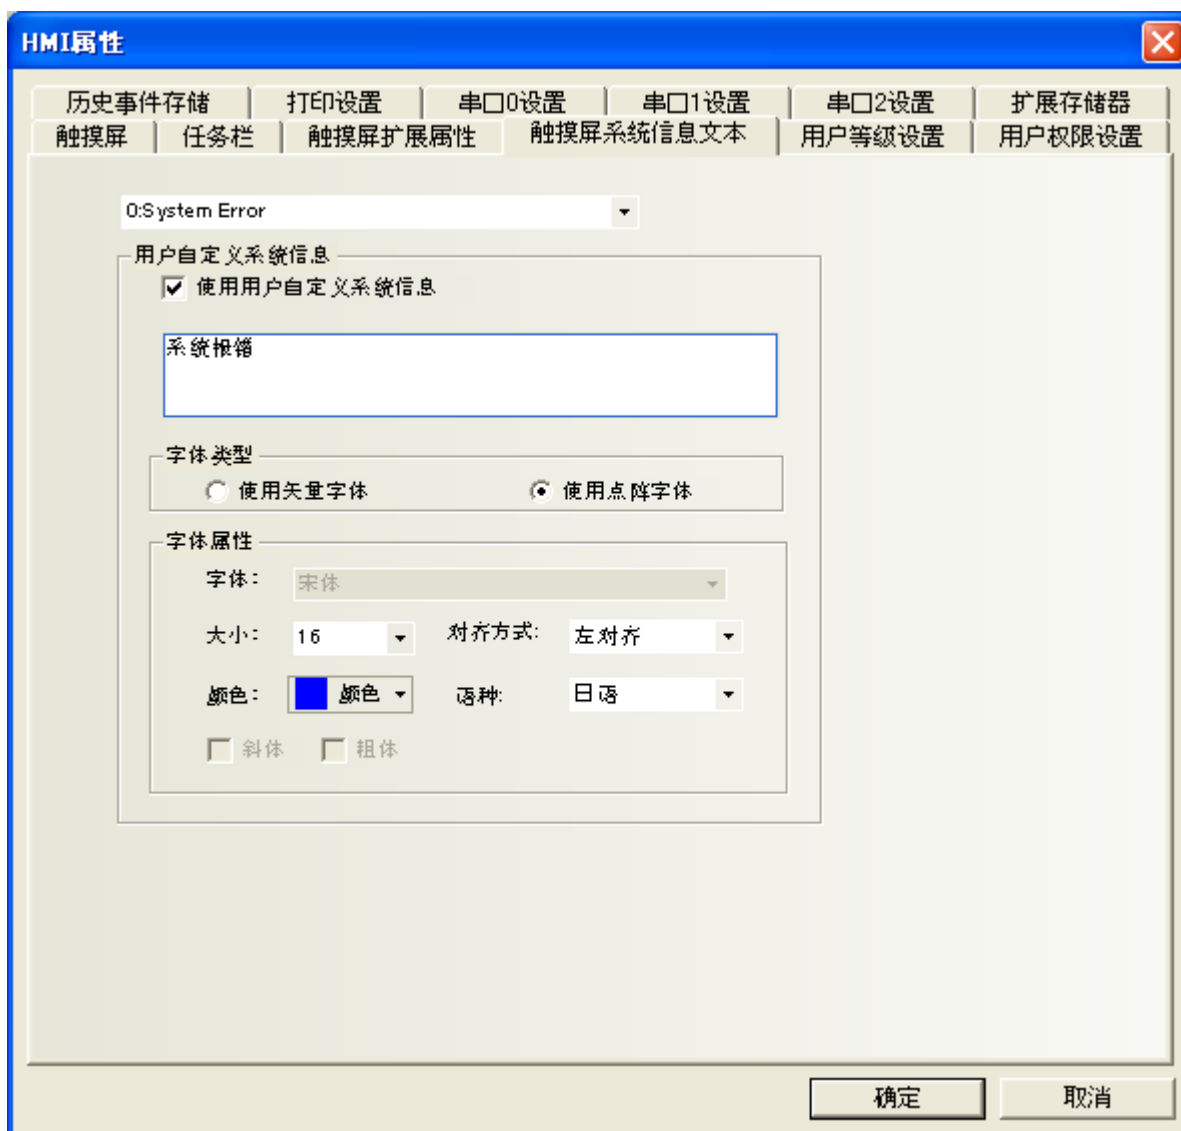 HMI属性
历史事件存储 打印设置 串口0设置 串口1设置 串口2设置 扩展存储器
触摸屏 任务栏 触摸屏扩展属性 触摸屏系统信息文本 用户等级设置 用户权限设置
0:System Error
用户自定义系统信息
使用用户自定义系统信息
系统报错
字体类型
使用矢量字体 使用点阵字体
字体属性
字体: 宋体
大小: 16 对齐方式: 左对齐
颜色: 颜色 语种: 日语
斜体 粗体
确定 取消